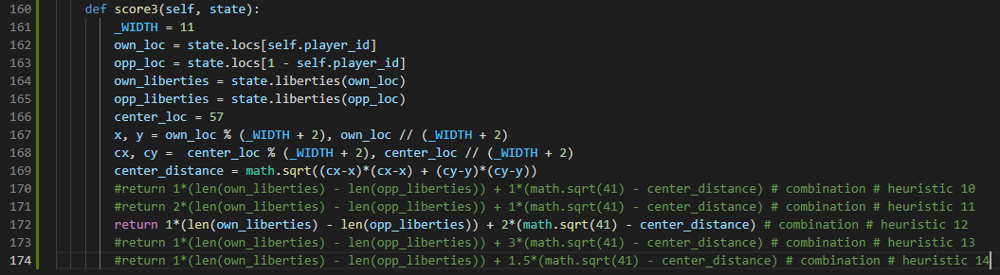 160 def score3(self, state):
161 _WIDTH = 11
162 own_loc = state.locs[self.player_id]
163 opp_loc = state.locs[1 - self.player_id]
164 own_liberties = state.liberties(own_loc)
165 opp_liberties = state.liberties(opp_loc)
166 center_loc = 57
167 x, y = own_loc % (_WIDTH + 2), own_loc // (_WIDTH + 2)
168 cx, cy =  center_loc % (_WIDTH + 2), center_loc // (_WIDTH + 2)
169 center_distance = math.sqrt((cx-x)*(cx-x) + (cy-y)*(cy-y))
170 #return 1*(len(own_liberties) - len(opp_liberties)) + 1*(math.sqrt(41) - center_distance) # combination # heuristic 10
171 #return 2*(len(own_liberties) - len(opp_liberties)) + 1*(math.sqrt(41) - center_distance) # combination # heuristic 11
172 return 1*(len(own_liberties) - len(opp_liberties)) + 2*(math.sqrt(41) - center_distance) # combination # heuristic 12
173 #return 1*(len(own_liberties) - len(opp_liberties)) + 3*(math.sqrt(41) - center_distance) # combination # heuristic 13
174 #return 1*(len(own_liberties) - len(opp_liberties)) + 1.5*(math.sqrt(41) - center_distance) # combination # heuristic 14